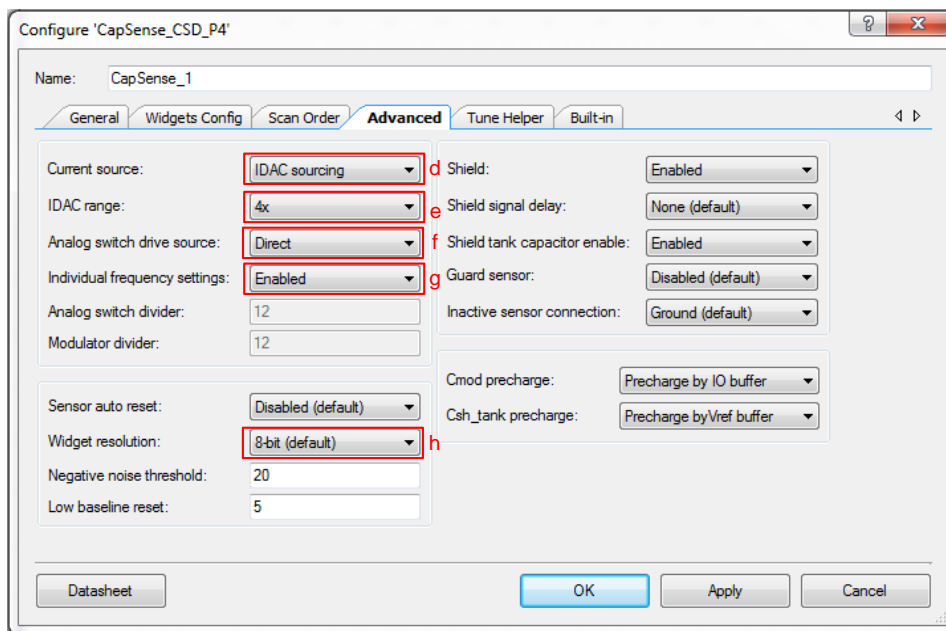 Configure 'CapSense_CSD_P4'
?
x
Name: CapSense_1
General Widgets Config Scan Order Advanced Tune Helper Built-in
Current source: IDAC sourcing d
IDAC range: 4x e
Analog switch drive source: Direct f
Individual frequency settings: Enabled g
Analog switch divider: 12
Modulator divider: 12
Sensor auto reset: Disabled (default)
Widget resolution: 8-bit (default) h
Negative noise threshold: 20
Low baseline reset: 5
Shield: Enabled
Shield signal delay: None (default)
Shield tank capacitor enable: Enabled
Guard sensor: Disabled (default)
Inactive sensor connection: Ground (default)
Cmod precharge: Precharge by IO buffer
Csh_tank precharge: Precharge byVref buffer
Datasheet OK Apply Cancel